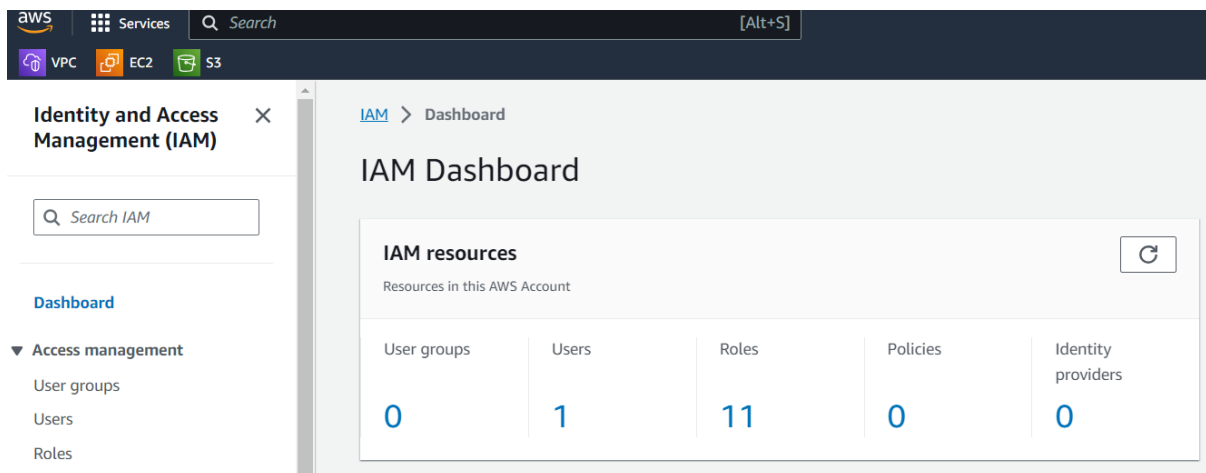 aws
Services
Search
[Alt+S]
VPC
EC2
S3
Identity and Access
Management (IAM)
Search IAM
Dashboard
Access management
User groups
Users
Roles
IAM > Dashboard
IAM Dashboard
IAM resources
Resources in this AWS Account
User groups
0
Users
1
Roles
11
Policies
0
Identity
providers
0